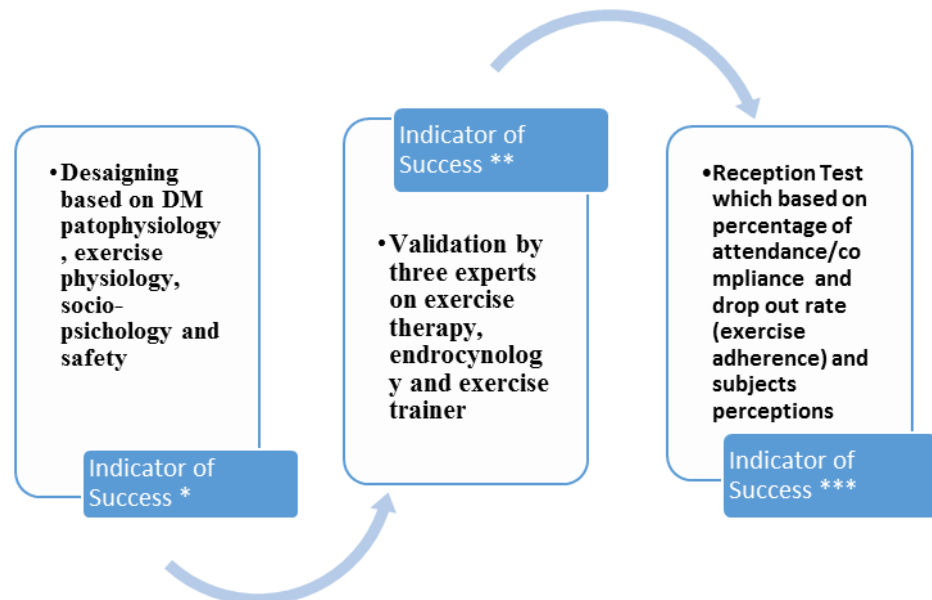 •Desaigning
based on DM
patophysiology
, exercise
physiology,
socio-
psichology and
safety
Indicator of
Success *
Indicator of
Success **
•Validation by
three experts
on exercise
therapy,
endrocynolog
y and exercise
trainer
•Reception Test
which based on
percentage of
attendance/co
mpliance and
drop out rate
(exercise
adherence) and
subjects
perceptions
Indicator of
Success ***